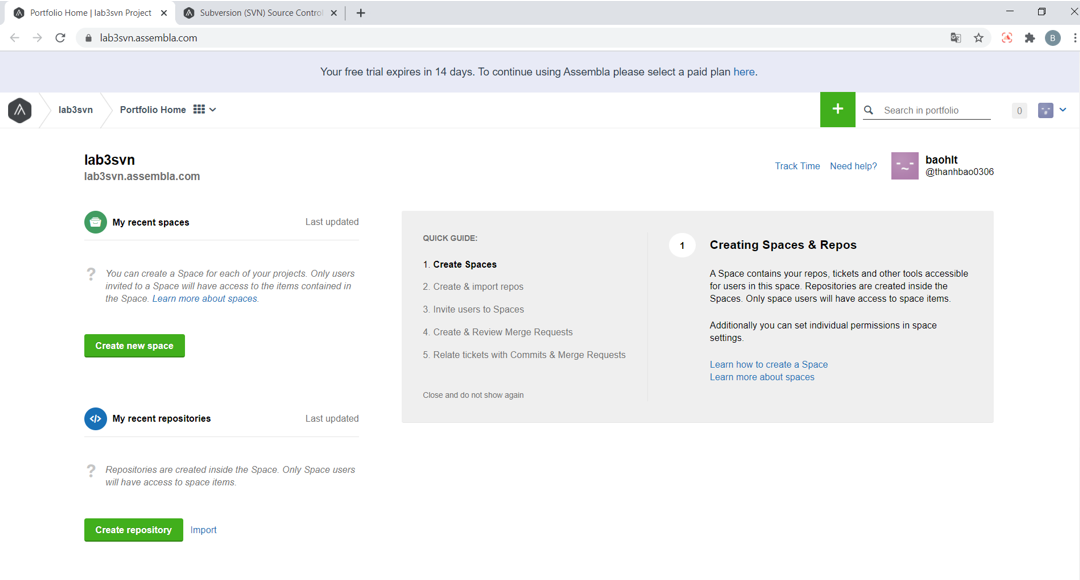 Portfolio Home | lab3svn Project
Subversion (SVN) Source Control
lab3svn.assembla.com
B
Your free trial expires in 14 days. To continue using Assembla please select a paid plan here.
lab3svn
Portfolio Home
+
Search in portfolio
0
lab3svn
lab3svn.assembla.com
Track Time Need help?
baohlt
@thanhbao0306
My recent spaces
Last updated
? You can create a Space for each of your projects. Only users
invited to a Space will have access to the items contained in
the Space. Learn more about spaces.
Create new space
My recent repositories
Last updated
? Repositories are created inside the Space. Only Space users
will have access to space items.
Create repository
Import
QUICK GUIDE:
1. Create Spaces
2. Create & import repos
3. Invite users to Spaces
4. Create & Review Merge Requests
5. Relate tickets with Commits & Merge Requests
Close and do not show again
1
Creating Spaces & Repos
A Space contains your repos, tickets and other tools accessible
for users in this space. Repositories are created inside the
Spaces. Only space users will have access to space items.
Additionally you can set individual permissions in space
settings.
Learn how to create a Space
Learn more about spaces